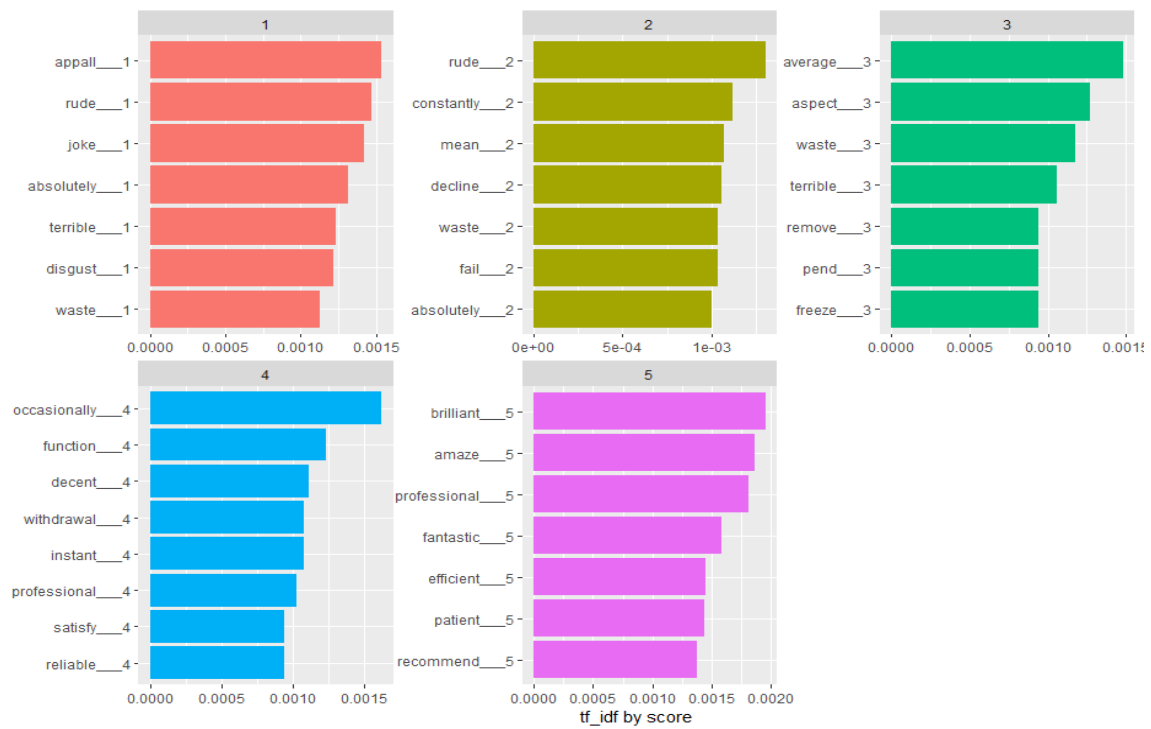 1
appall___1
rude___1
joke___1
absolutely___1
terrible___1
disgust___1
waste___1
0.0000 0.0005 0.0010 0.0015
2
rude___2
constantly___2
mean___2
decline___2
waste___2
fail___2
absolutely___2
0e+00 5e-04 1e-03
3
average___3
aspect___3
waste___3
terrible___3
remove___3
pend___3
freeze___3
0.0000 0.0005 0.0010 0.0015
4
occasionally___4
function___4
decent___4
withdrawal___4
instant___4
professional___4
satisfy___4
reliable___4
0.0000 0.0005 0.0010 0.0015
5
brilliant___5
amaze___5
professional___5
fantastic___5
efficient___5
patient___5
recommend___5
0.0000 0.0005 0.0010 0.0015 0.0020
tf_idf by score